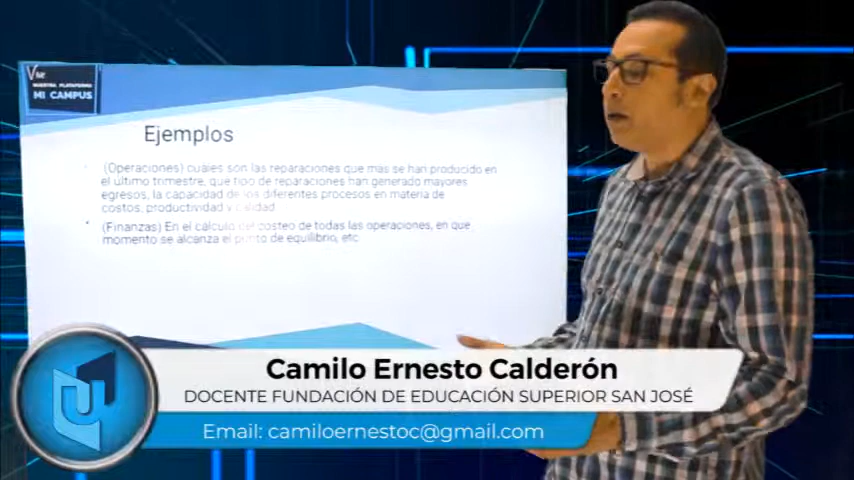 Vive
NUESTRA PLATAFORMA
MI CAMPUS
Ejemplos
(Operaciones) cuales son las reparaciones que mas se han producido en
el último trimestre, que tipo de reparaciones han generado mayores
egresos, la capacidad de los diferentes procesos en materia de
costos, productividad y calidad
(Finanzas) En el cálculo del costeo de todas las operaciones, en que
momento se alcanza el punto de equilibrio, etc
Camilo Ernesto Calderón
DOCENTE FUNDACIÓN DE EDUCACIÓN SUPERIOR SAN JOSÉ
Email: camiloernestoc@gmail.com